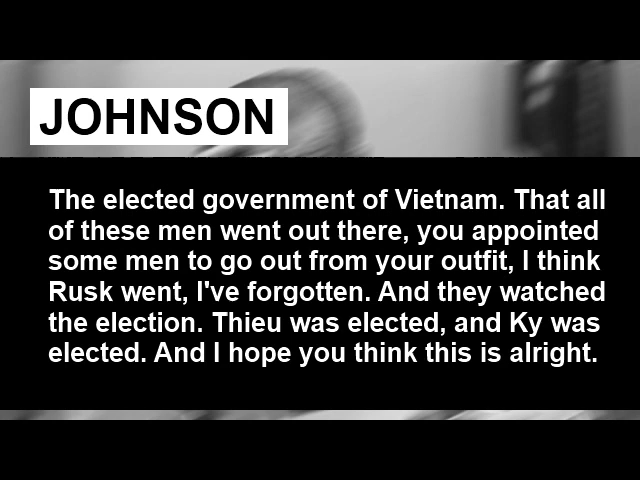 JOHNSON
The elected government of Vietnam. That all
of these men went out there, you appointed
some men to go out from your outfit, I think
Rusk went, I've forgotten. And they watched
the election. Thieu was elected, and Ky was
elected. And I hope you think this is alright.